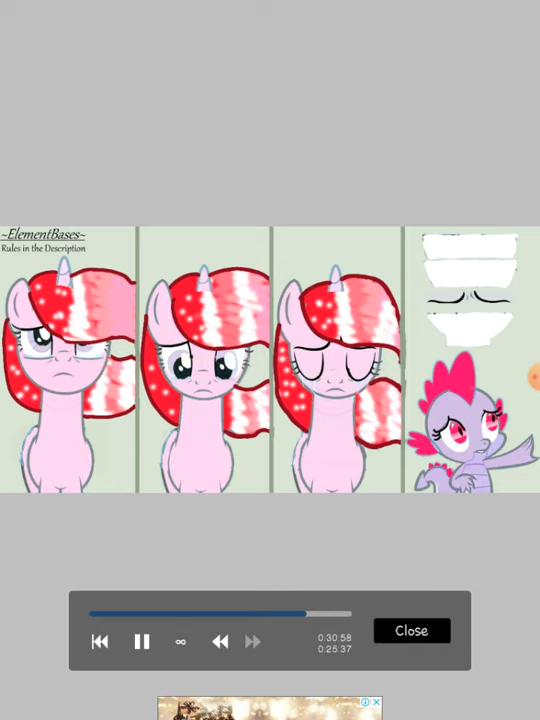 ~ElementBases~
Rules in the Description
0:30:58
0:25:37
Close